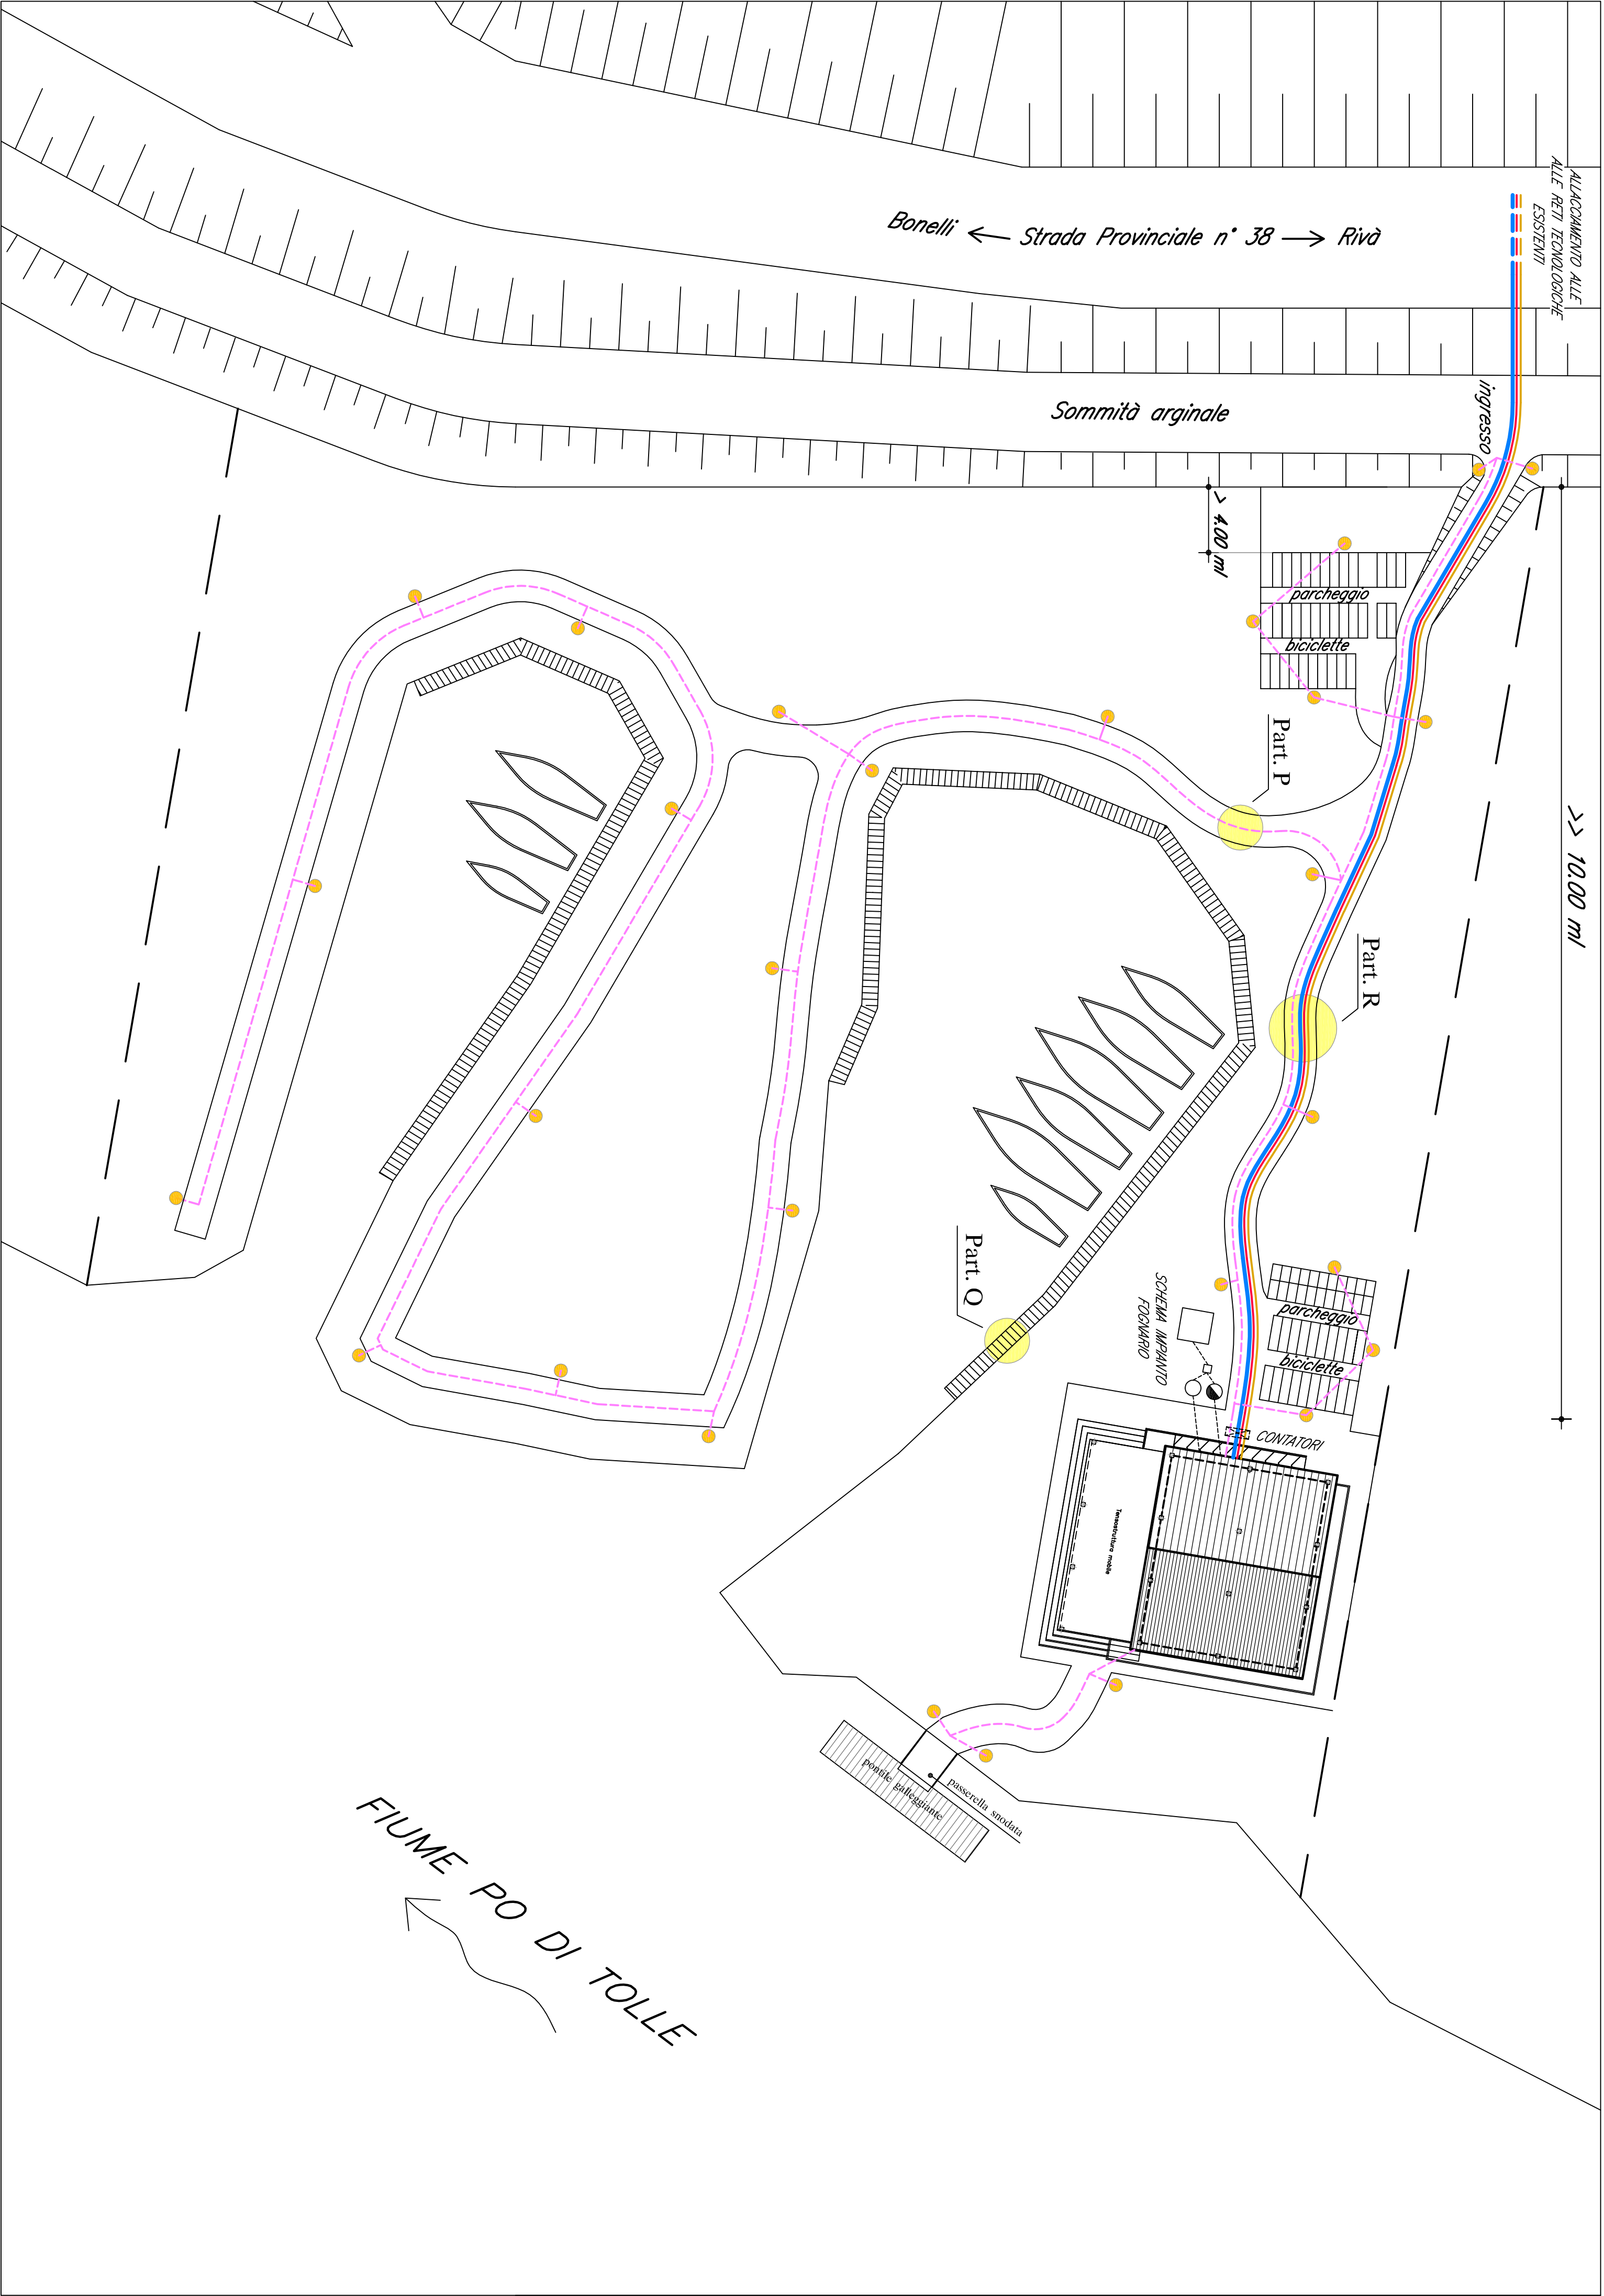 ALLACCIAMENTO ALLE
ALLE RETI TECNOLOGICHE
ESISTENTI
Bonelli ← Strada Provinciale n° 38 → Rivà
ingresso
Sommità arginale
> 4.00 ml
parcheggio
biciclette
Part. P
>> 10.00 ml
Part. R
Part. Q
SCHEMA IMPIANTO
FOGNARIO
parcheggio
biciclette
CONTATORI
Tensostruttura mobile
passerella snodata
pontile galleggiante
FIUME PO DI TOLLE